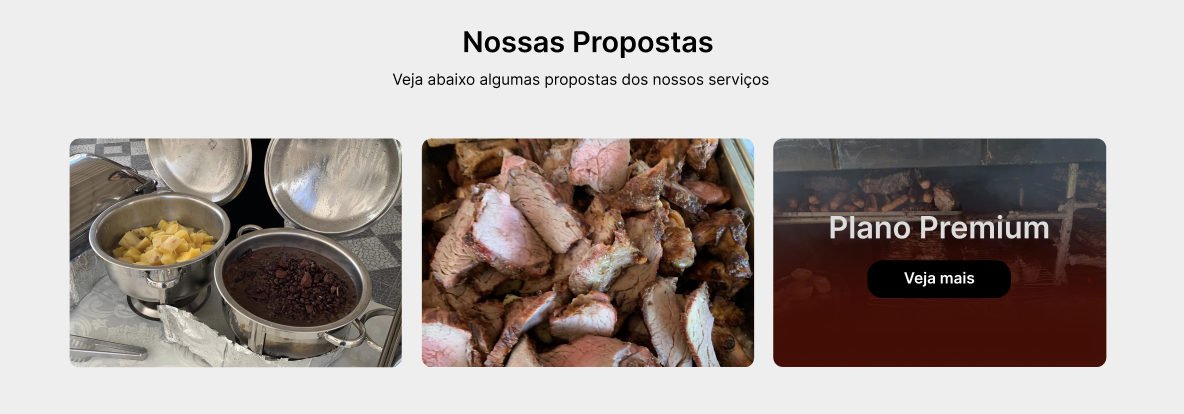 Nossas Propostas
Veja abaixo algumas propostas dos nossos serviços
Plano Premium
Veja mais